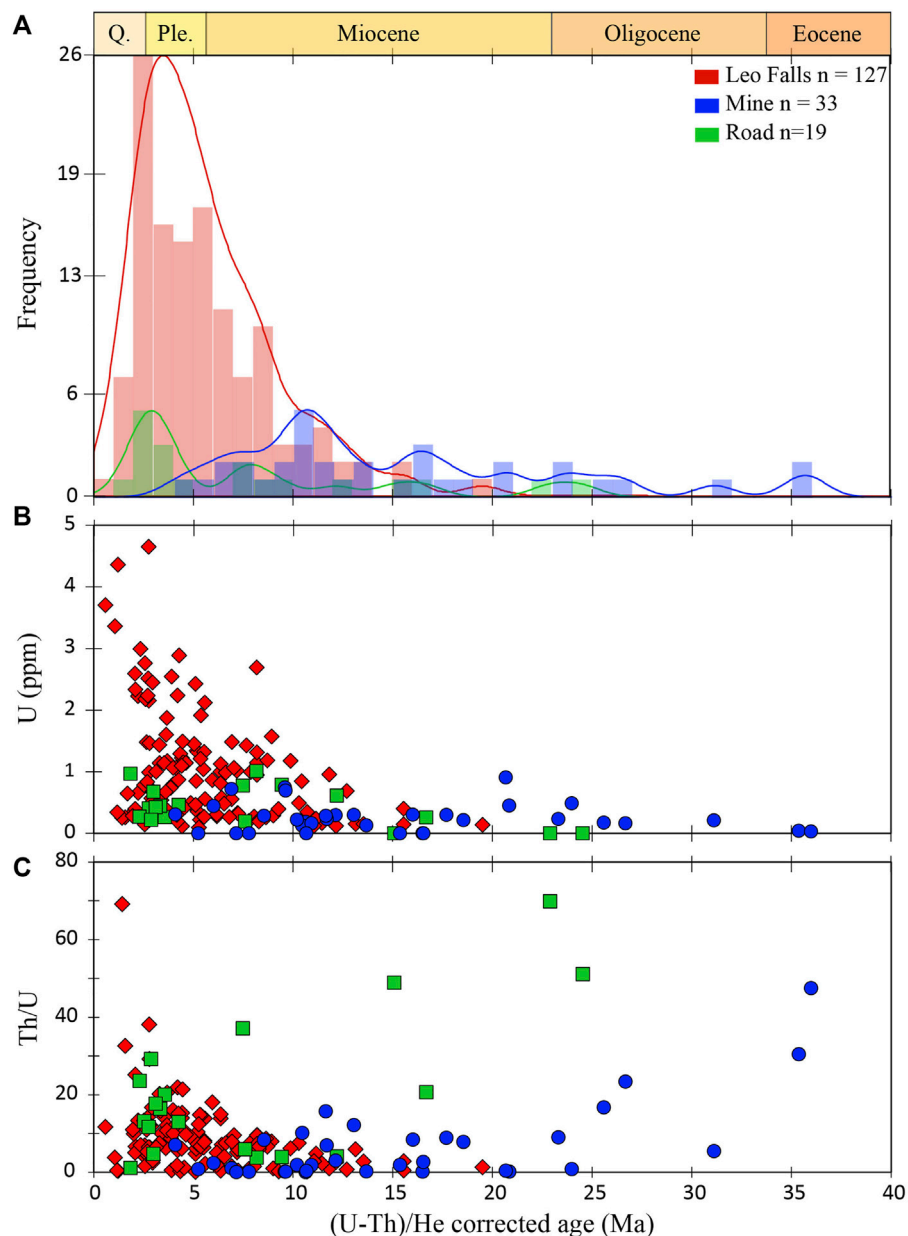 A
Q. Ple. Miocene Oligocene Eocene
26
19
13
6
0
Frequency
Leo Falls n = 127
Mine n = 33
Road n=19
B
5
4
3
2
1
0
U (ppm)
C
80
60
40
20
0
Th/U
0 5 10 15 20 25 30 35 40
(U-Th)/He corrected age (Ma)